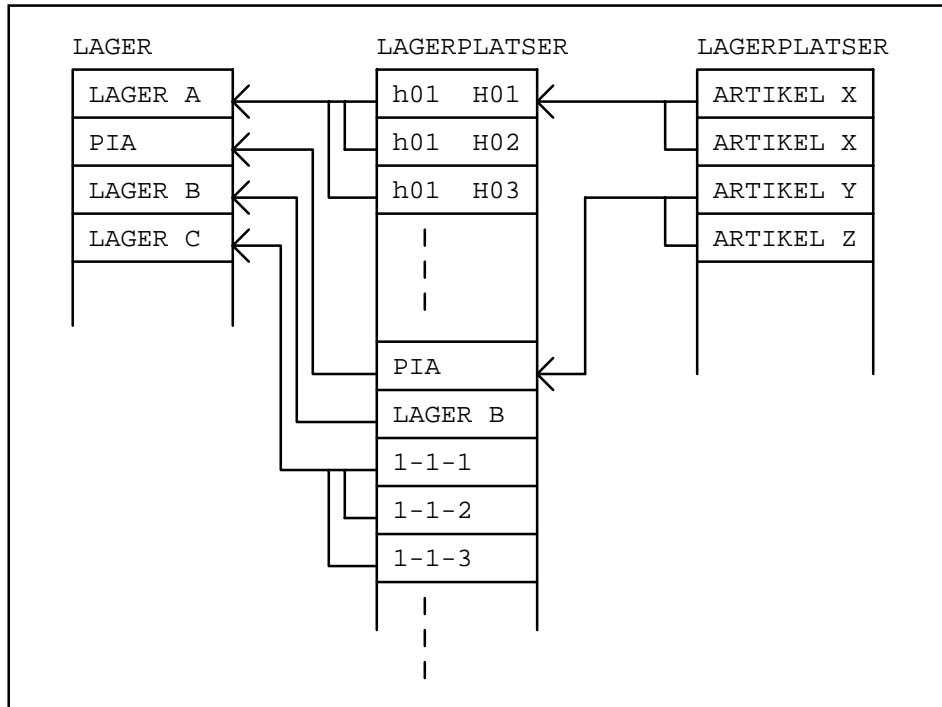 LAGER
LAGERPLATSER
LAGERPLATSER
LAGER A
h01 H01
ARTIKEL X
PIA
h01 H02
ARTIKEL X
LAGER B
h01 H03
ARTIKEL Y
LAGER C
ARTIKEL Z
PIA
LAGER B
1-1-1
1-1-2
1-1-3